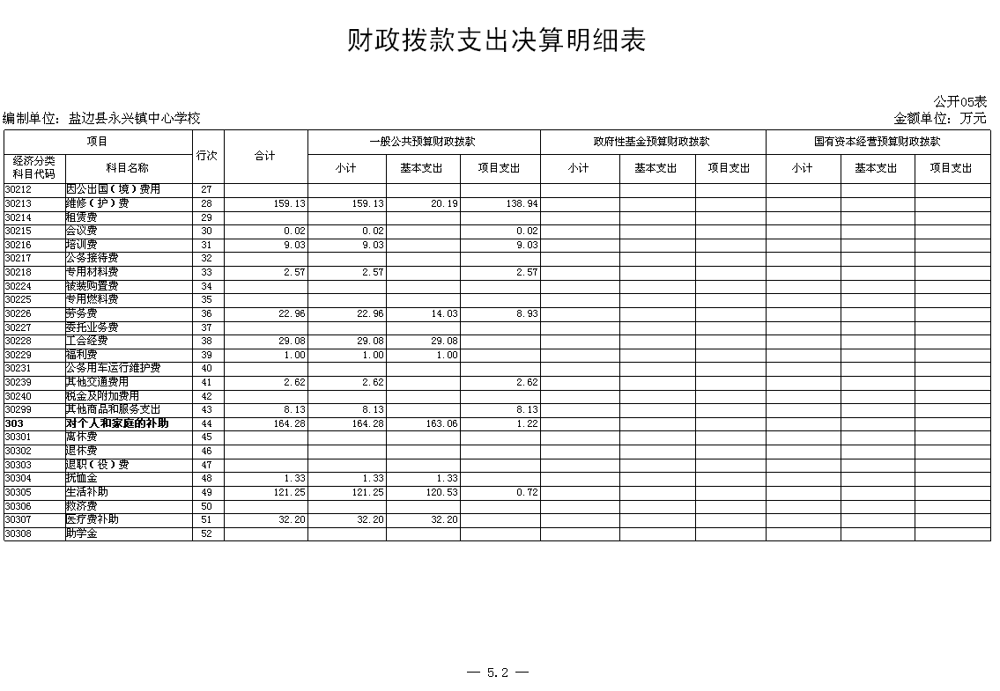 财政拨款支出决算明细表
公开05表
编制单位：盐边县永兴镇中心学校 金额单位：万元
项目 行次 合计 一般公共预算财政拨款 政府性基金预算财政拨款 国有资本经营预算财政拨款
经济分类科目代码 科目名称 小计 基本支出 项目支出 小计 基本支出 项目支出 小计 基本支出 项目支出
30212 因公出国（境）费用 27
30213 维修（护）费 28 159.13 159.13 20.19 138.94
30214 租赁费 29
30215 会议费 30 0.02 0.02 0.02
30216 培训费 31 9.03 9.03 9.03
30217 公务接待费 32
30218 专用材料费 33 2.57 2.57 2.57
30224 被装购置费 34
30225 专用燃料费 35
30226 劳务费 36 22.96 22.96 14.03 8.93
30227 委托业务费 37
30228 工会经费 38 29.08 29.08 29.08
30229 福利费 39 1.00 1.00 1.00
30231 公务用车运行维护费 40
30239 其他交通费用 41 2.62 2.62 2.62
30240 税金及附加费用 42
30299 其他商品和服务支出 43 8.13 8.13 8.13
303 对个人和家庭的补助 44 164.28 164.28 163.06 1.22
30301 离休费 45
30302 退休费 46
30303 退职（役）费 47
30304 抚恤金 48 1.33 1.33 1.33
30305 生活补助 49 121.25 121.25 120.53 0.72
30306 救济费 50
30307 医疗费补助 51 32.20 32.20 32.20
30308 助学金 52
— 5.2 —